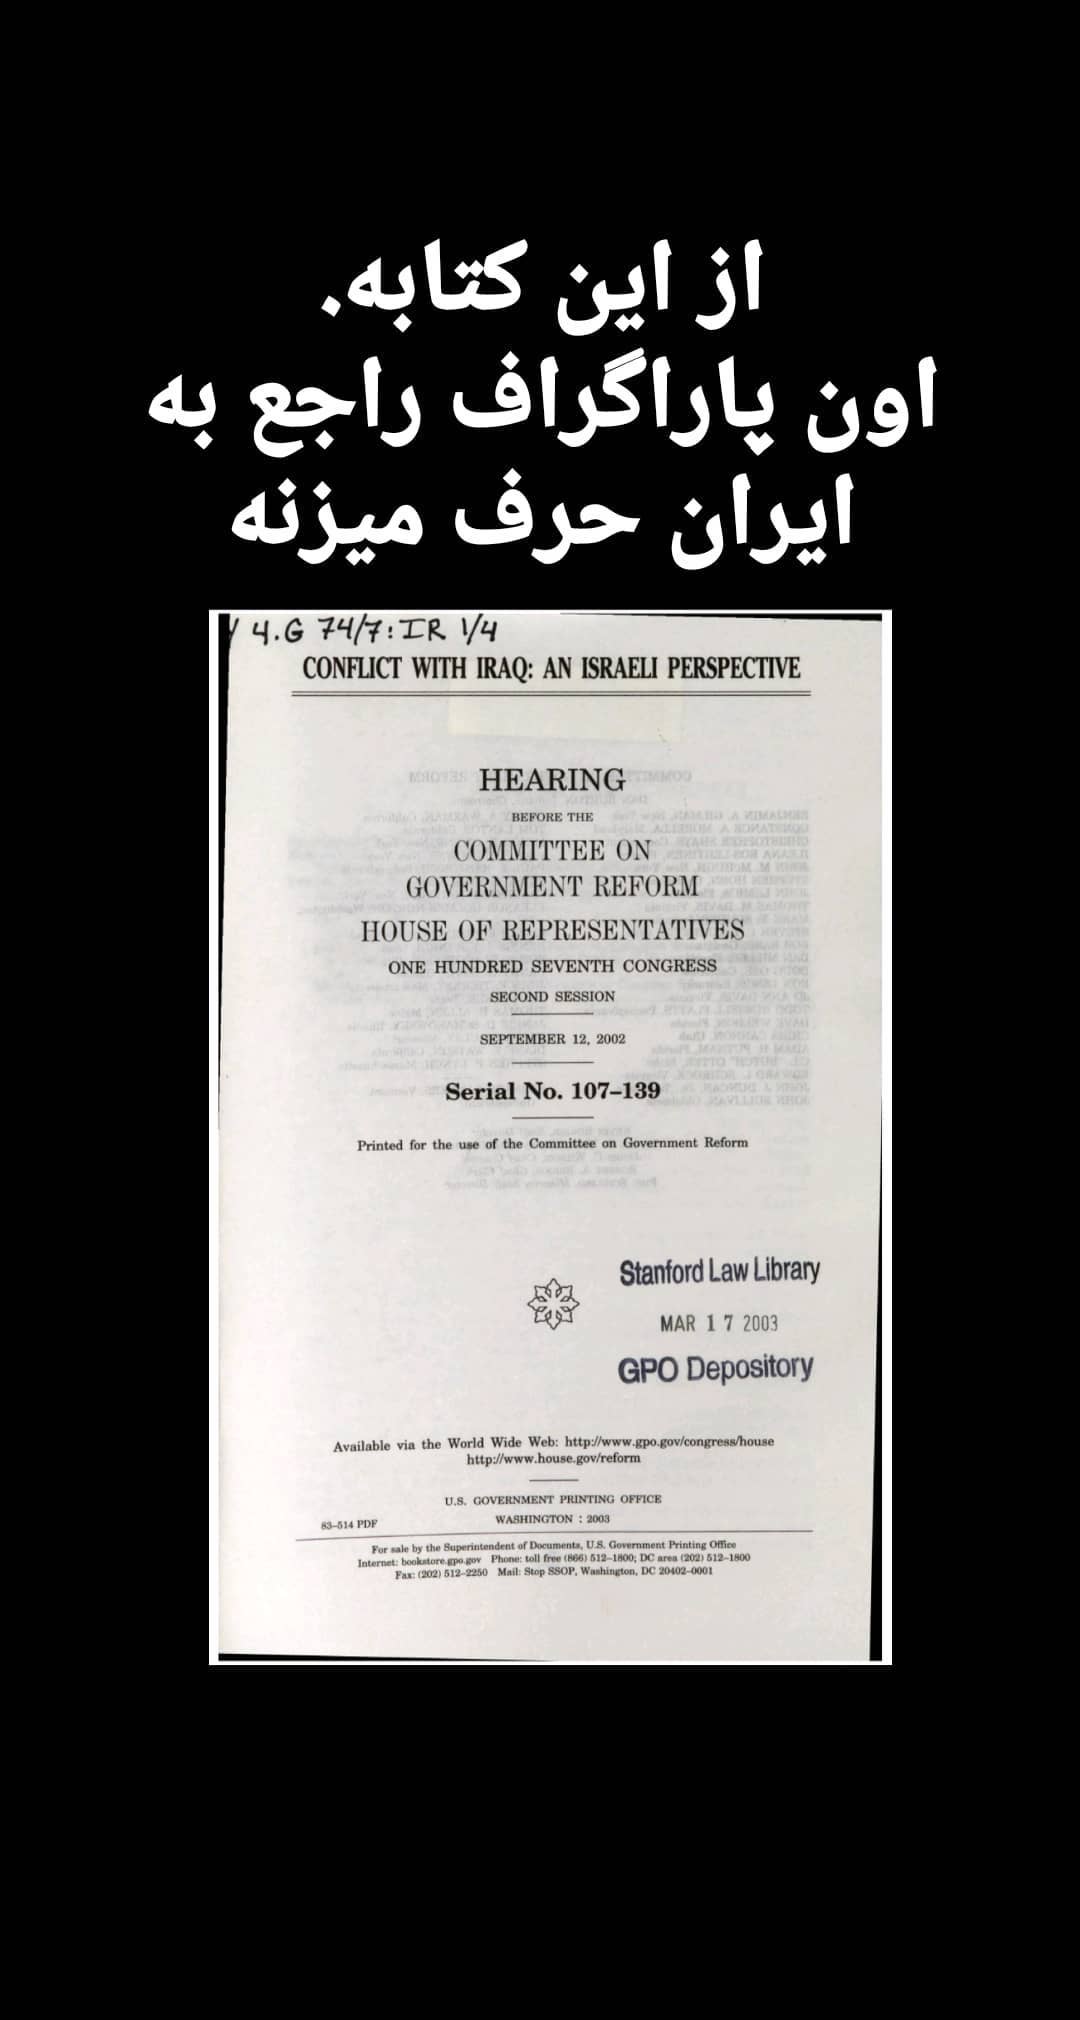 از این کتابه.
اون پاراگراف راجع به
ایران حرف میزنه
4.G 74/7: IR 1/4
CONFLICT WITH IRAQ: AN ISRAELI PERSPECTIVE
HEARING
BEFORE THE
COMMITTEE ON
GOVERNMENT REFORM
HOUSE OF REPRESENTATIVES
ONE HUNDRED SEVENTH CONGRESS
SECOND SESSION
SEPTEMBER 12, 2002
Serial No. 107–139
Printed for the use of the Committee on Government Reform
Stanford Law Library
MAR 17 2003
GPO Depository
Available via the World Wide Web: http://www.gpo.gov/congress/house
http://www.house.gov/reform
U.S. GOVERNMENT PRINTING OFFICE
83–514 PDF WASHINGTON : 2003
For sale by the Superintendent of Documents, U.S. Government Printing Office
Internet: bookstore.gpo.gov Phone: toll free (866) 512–1800; DC area (202) 512–1800
Fax: (202) 512–2250 Mail: Stop SSOP, Washington, DC 20402–0001